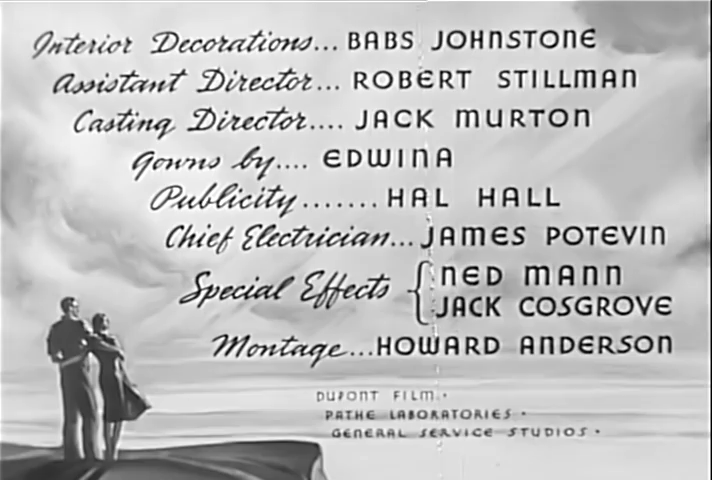 Interior Decorations... BABS JOHNSTONE
Assistant Director... ROBERT STILLMAN
Casting Director.... JACK MURTON
Gowns by.... EDWINA
Publicity....... HAL HALL
Chief Electrician... JAMES POTEVIN
Special Effects { NED MANN
JACK COSGROVE
Montage... HOWARD ANDERSON
DUPONT FILM •
PATHE LABORATORIES •
GENERAL SERVICE STUDIOS •